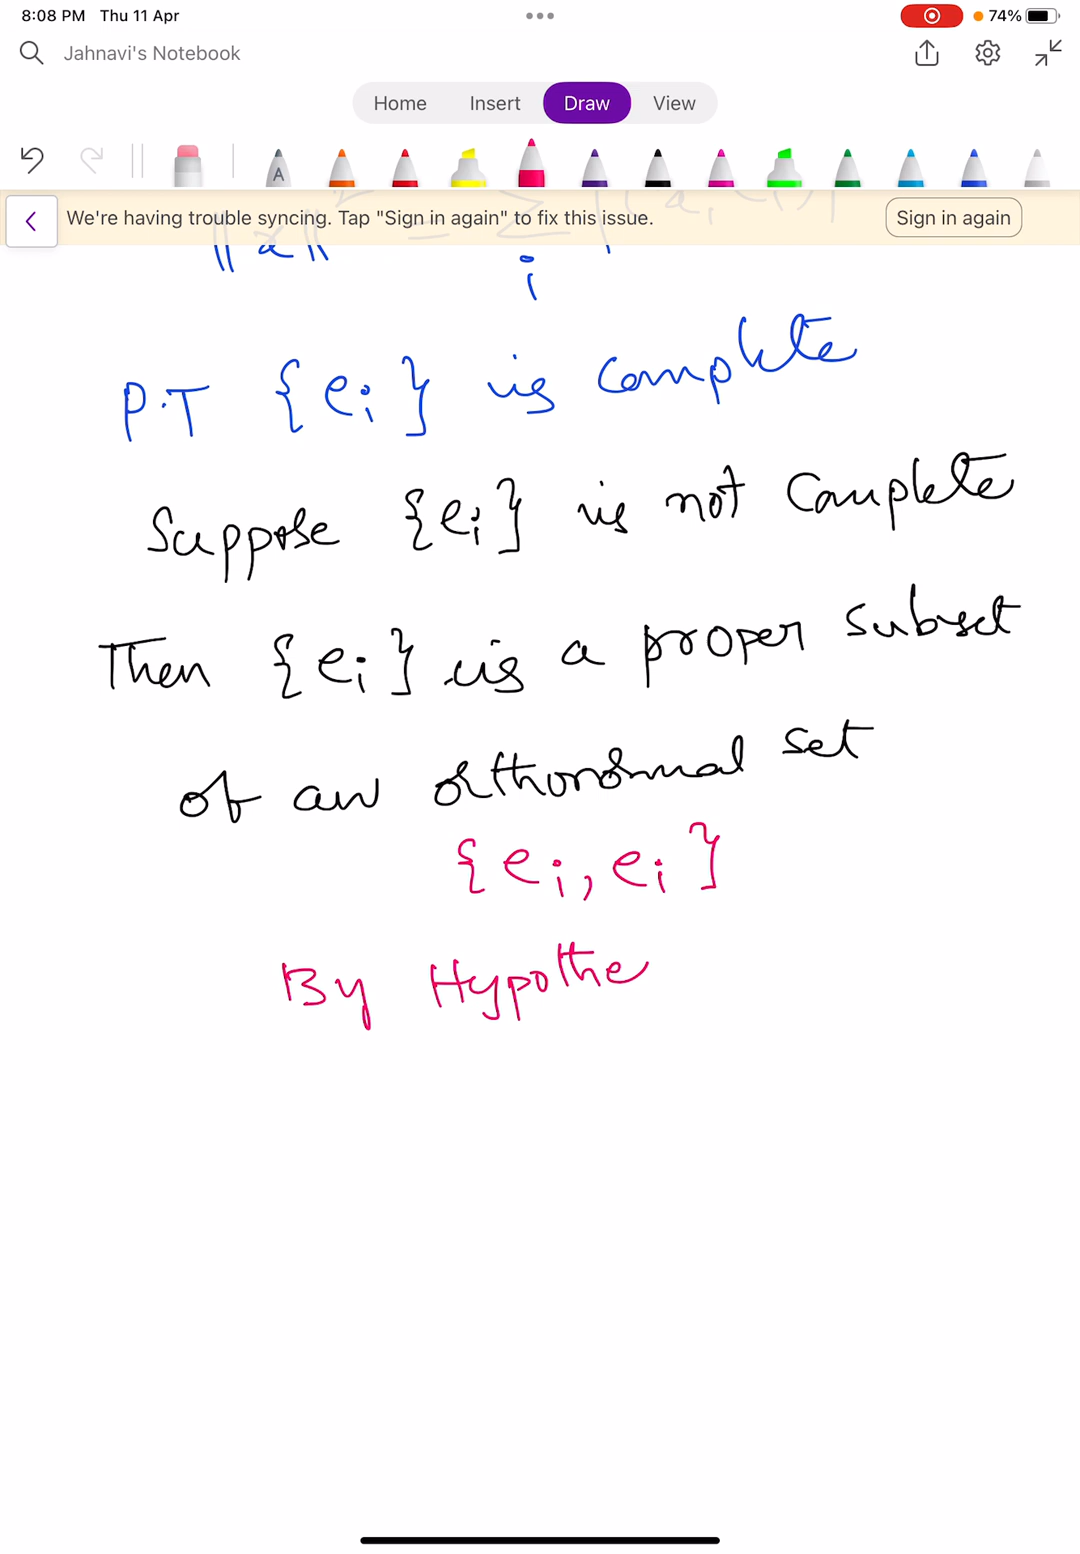 8:08 PM Thu 11 Apr
74%
Jahnavi's Notebook
Home Insert Draw View
A
We're having trouble syncing. Tap "Sign in again" to fix this issue. Sign in again
||x||
i
P.T {ei} is complete
Suppose {ei} is not Complete
Then {ei} is a proper subset
of an orthonormal set
{ei, ei}
By Hypothe